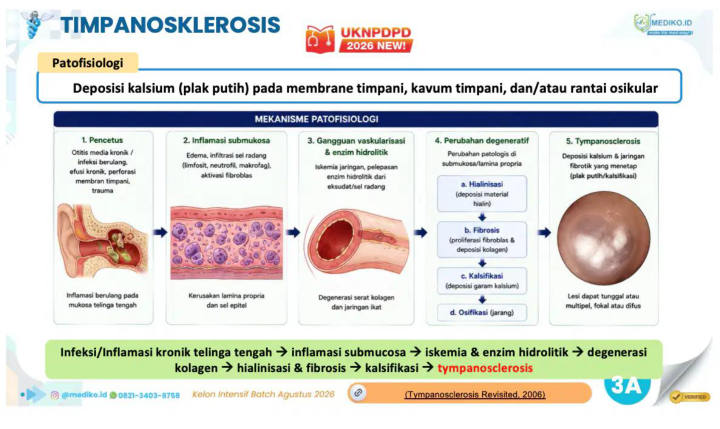 TIMPANOSKLEROSIS
UKNPDPD
2026 NEW!
MEDIKO.ID
Patofisiologi
Deposisi kalsium (plak putih) pada membrane timpani, kavum timpani, dan/atau rantai osikular
MEKANISME PATOFISIOLOGI
1. Pencetus
Otitis media kronik /
infeksi berulang,
efusi kronik, perforasi
membran timpani,
trauma
Inflamasi berulang pada
mukosa telinga tengah
2. Inflamasi submukosa
Edema, infiltrasi sel radang
(limfosit, neutrofil, makrofag),
aktivasi fibroblas
Kerusakan lamina propria
dan sel epitel
3. Gangguan vaskularisasi
& enzim hidrolitik
Iskemia jaringan, pelepasan
enzim hidrolitik dari
eksudat/sel radang
Degenerasi serat kolagen
dan jaringan ikat
4. Perubahan degeneratif
Perubahan patologis di
submukosa/lamina propria
a. Hialinisasi
(deposisi material
hialin)
b. Fibrosis
(proliferasi fibroblas &
deposisi kolagen)
c. Kalsifikasi
(deposisi garam kalsium)
d. Osifikasi (jarang)
5. Tympanosclerosis
Deposisi kalsium & jaringan
fibrotik yang menetap
(plak putih/kalsifikasi)
Lesi dapat tunggal atau
multipel, fokal atau difus
Infeksi/Inflamasi kronik telinga tengah → inflamasi submucosa → iskemia & enzim hidrolitik → degenerasi
kolagen → hialinisasi & fibrosis → kalsifikasi → tympanosclerosis
@mediko.id 0821-3403-8758
Kelon Intensif Batch Agustus 2026
(Tympanosclerosis Revisited, 2006)
3A
VERIFIED